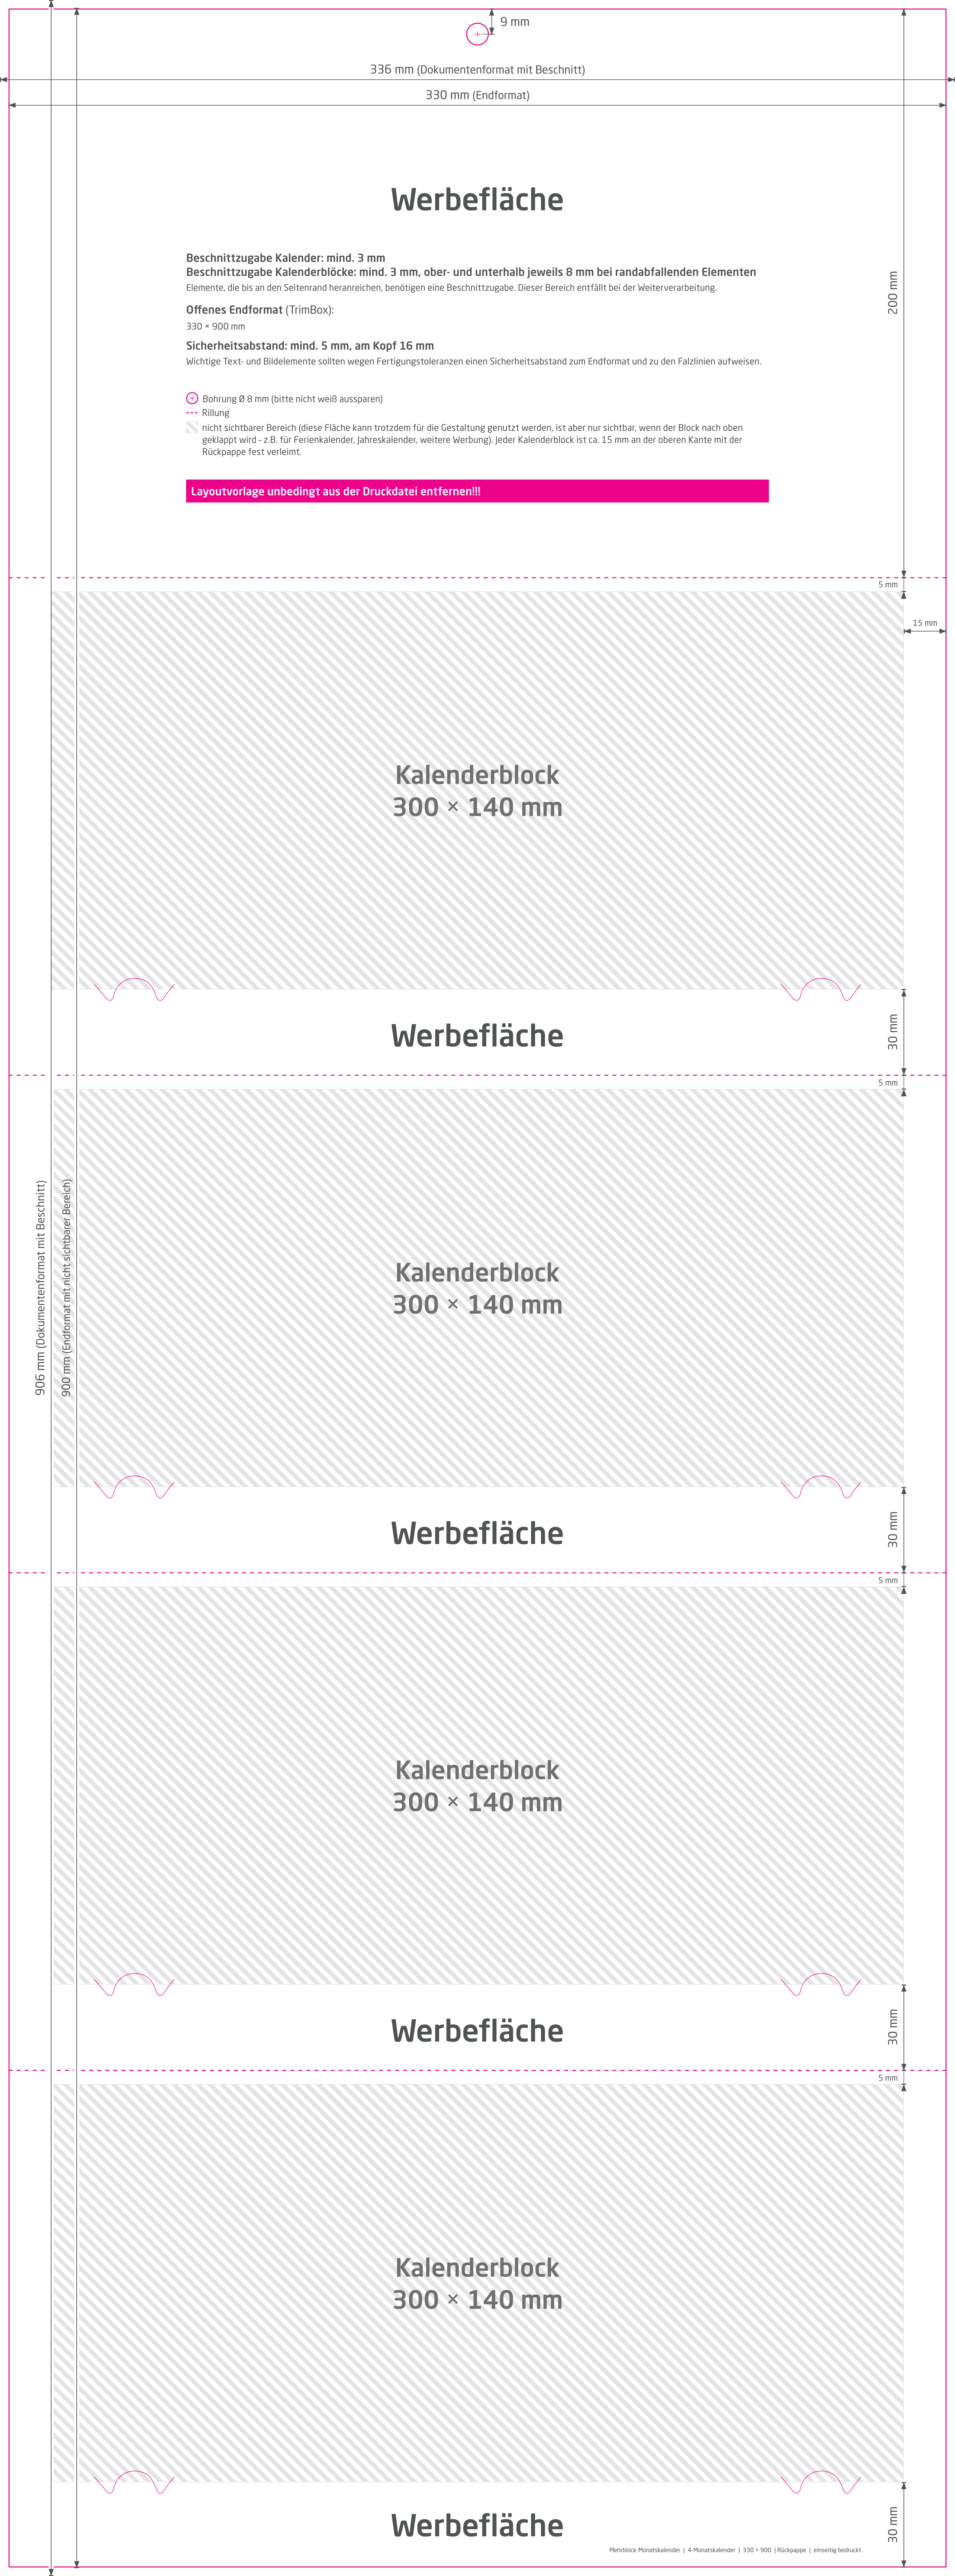 9 mm
336 mm (Dokumentenformat mit Beschnitt)
330 mm (Endformat)
Werbefläche
Beschnittzugabe Kalender: mind. 3 mm
Beschnittzugabe Kalenderblöcke: mind. 3 mm, ober- und unterhalb jeweils 8 mm bei randabfallenden Elementen
Elemente, die bis an den Seitenrand heranreichen, benötigen eine Beschnittzugabe. Dieser Bereich entfällt bei der Weiterverarbeitung.
200 mm
Offenes Endformat (TrimBox):
330 × 900 mm
Sicherheitsabstand: mind. 5 mm, am Kopf 16 mm
Wichtige Text- und Bildelemente sollten wegen Fertigungstoleranzen einen Sicherheitsabstand zum Endformat und zu den Falzlinien aufweisen.
Bohrung Ø 8 mm (bitte nicht weiß aussparen)
Rillung
nicht sichtbarer Bereich (diese Fläche kann trotzdem für die Gestaltung genutzt werden, ist aber nur sichtbar, wenn der Block nach oben
geklappt wird – z.B. für Ferienkalender, Jahreskalender, weitere Werbung). Jeder Kalenderblock ist ca. 15 mm an der oberen Kante mit der
Rückpappe fest verleimt.
Layoutvorlage unbedingt aus der Druckdatei entfernen!!!
5 mm
15 mm
Kalenderblock
300 × 140 mm
Werbefläche
30 mm
5 mm
906 mm (Dokumentenformat mit Beschnitt)
900 mm (Endformat mit nicht sichtbarer Bereich)
Kalenderblock
300 × 140 mm
Werbefläche
30 mm
5 mm
Kalenderblock
300 × 140 mm
Werbefläche
30 mm
5 mm
Kalenderblock
300 × 140 mm
Werbefläche
30 mm
Mehrblock-Monatskalender | 4-Monatskalender | 330 × 900 | Rückpappe | einseitig bedruckt